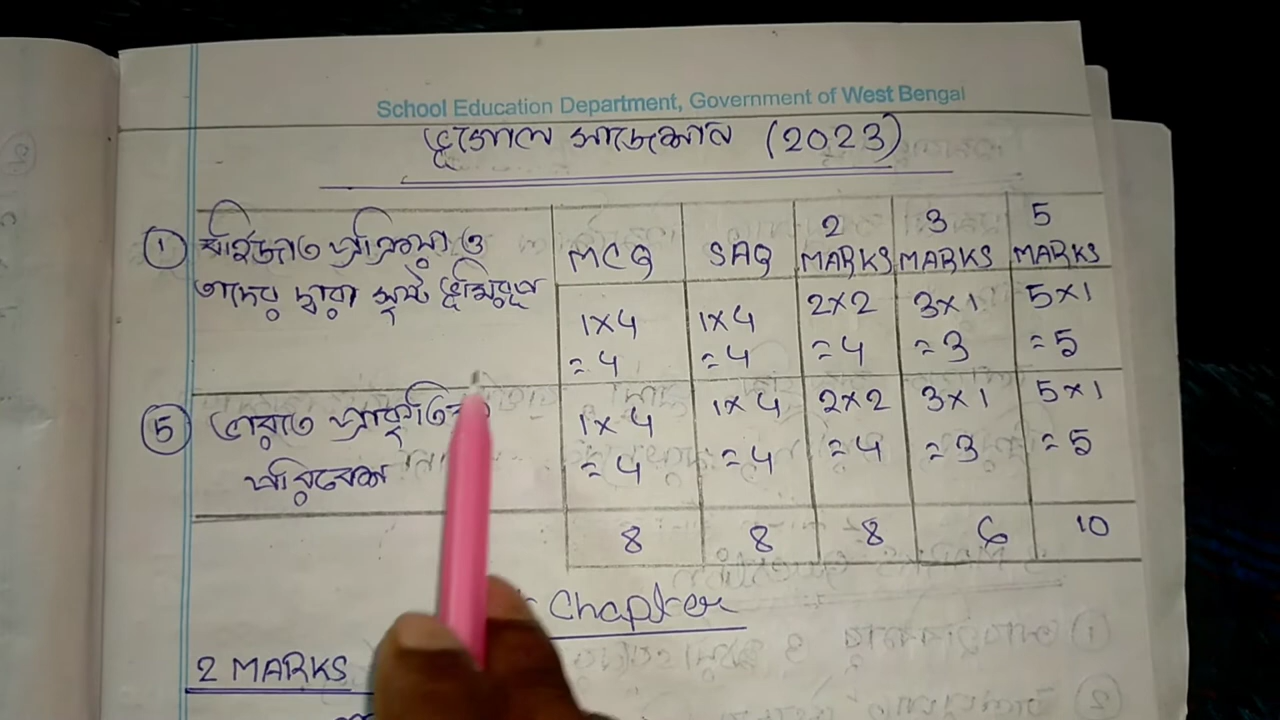 School Education Department, Government of West Bengal
ভূগোল সাজেশান (2023)
① বহির্জাত প্রক্রিয়া ও
তাদের দ্বারা সৃষ্ট ভূমিরূপ
MCQ SAQ 2 MARKS 3 MARKS 5 MARKS
1×4 1×4 2×2 3×1 5×1
=4 =4 =4 =3 =5
⑤ ভারতে প্রাকৃতিক
পরিবেশ
1×4 1×4 2×2 3×1 5×1
=4 =4 =4 =3 =5
8 8 8 6 10
Chapter
2 MARKS